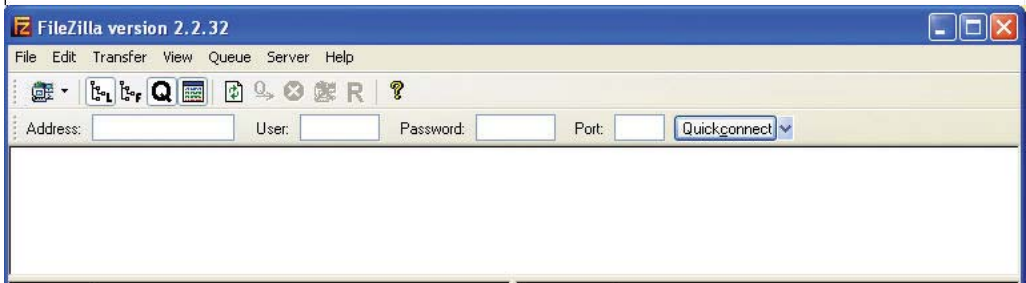 FileZilla version 2.2.32
File Edit Transfer View Queue Server Help
L F Q R ?
Address: User: Password: Port: Quickconnect